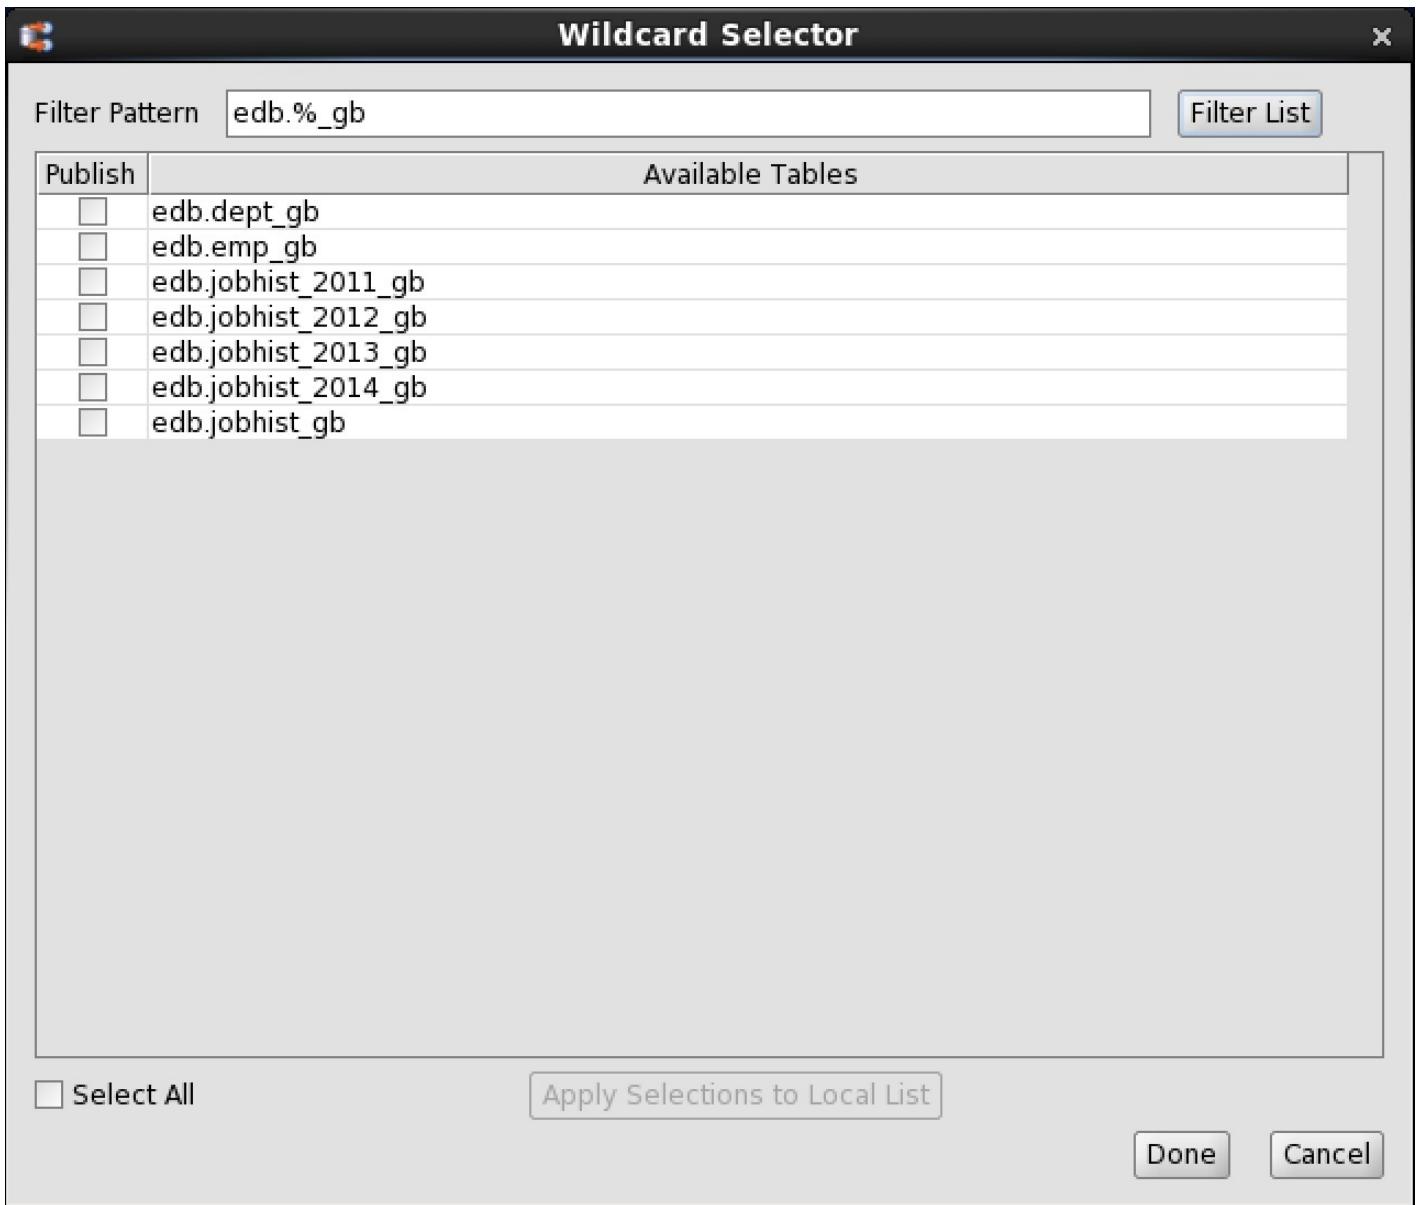 Wildcard Selector
Filter Pattern edb.%_gb Filter List
Publish Available Tables
edb.dept_gb
edb.emp_gb
edb.jobhist_2011_gb
edb.jobhist_2012_gb
edb.jobhist_2013_gb
edb.jobhist_2014_gb
edb.jobhist_gb
Select All Apply Selections to Local List
Done Cancel